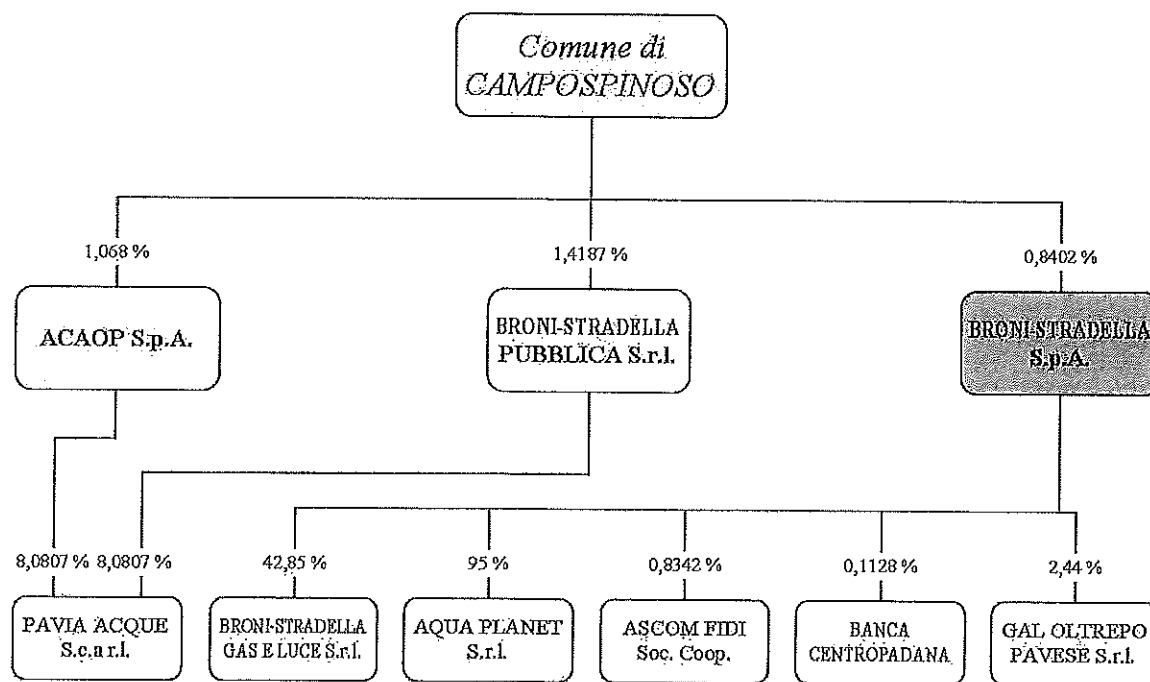 Comune di
CAMPOSPINOSO
1,068 %
1,4187 %
0,8402 %
ACAOP S.p.A.
BRONI-STRADELLA
PUBBLICA S.r.l.
BRONI-STRADELLA
S.p.A.
8,0807 %
8,0807 %
42,85 %
95 %
0,8342 %
0,1128 %
2,44 %
PAVIA ACQUE
S.c.a r.l.
BRONI-STRADELLA
GAS E LUCE S.r.l.
AQUA PLANET
S.r.l.
ASCOM FIDI
Soc. Coop.
BANCA
CENTROPADANA
GAL OLTREPO
PAVESE S.r.l.